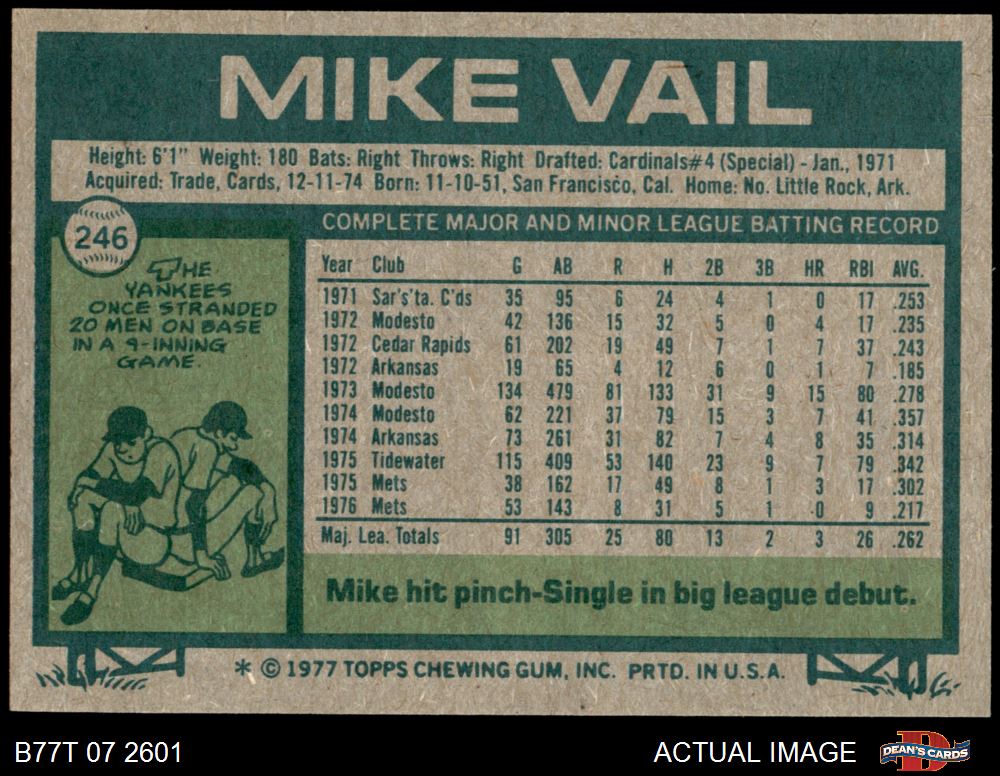 MIKE VAIL
Height: 6'1" Weight: 180 Bats: Right Throws: Right Drafted: Cardinals#4 (Special) - Jan., 1971
Acquired: Trade, Cards, 12-11-74 Born: 11-10-51, San Francisco, Cal. Home: No. Little Rock, Ark.
246
THE
YANKEES
ONCE STRANDED
20 MEN ON BASE
IN A 9-INNING
GAME.
COMPLETE MAJOR AND MINOR LEAGUE BATTING RECORD
Year Club G AB R H 2B 3B HR RBI AVG.
1971 Sar's'ta. C'ds 35 95 6 24 4 1 0 17 .253
1972 Modesto 42 136 15 32 5 0 4 17 .235
1972 Cedar Rapids 61 202 19 49 7 1 7 37 .243
1972 Arkansas 19 65 4 12 6 0 1 7 .185
1973 Modesto 134 479 81 133 31 9 15 80 .278
1974 Modesto 62 221 37 79 15 3 7 41 .357
1974 Arkansas 73 261 31 82 7 4 8 35 .314
1975 Tidewater 115 409 53 140 23 9 7 79 .342
1975 Mets 38 162 17 49 8 1 3 17 .302
1976 Mets 53 143 8 31 5 1 0 9 .217
Maj. Lea. Totals 91 305 25 80 13 2 3 26 .262
Mike hit pinch-Single in big league debut.
* © 1977 TOPPS CHEWING GUM, INC. PRTD. IN U.S.A.
B77T 07 2601 ACTUAL IMAGE DEAN'S CARDS